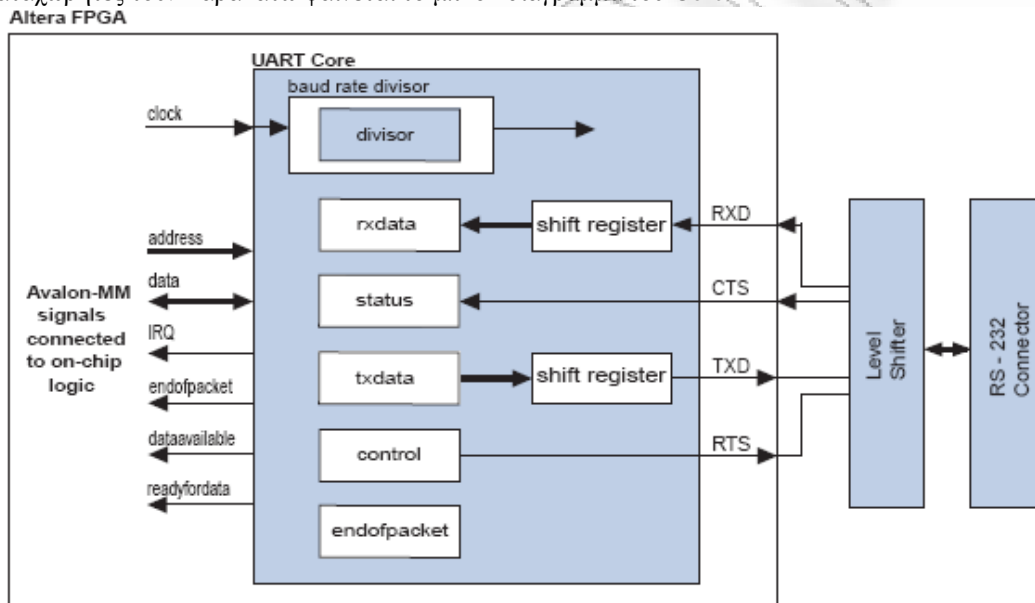 Altera FPGA
UART Core
baud rate divisor
clock
divisor
rxdata
shift register
RXD
address
data
status
CTS
Avalon-MM
signals
connected
to on-chip
logic
IRQ
txdata
shift register
TXD
endofpacket
dataavailable
control
RTS
readyfordata
endofpacket
Level
Shifter
RS - 232
Connector